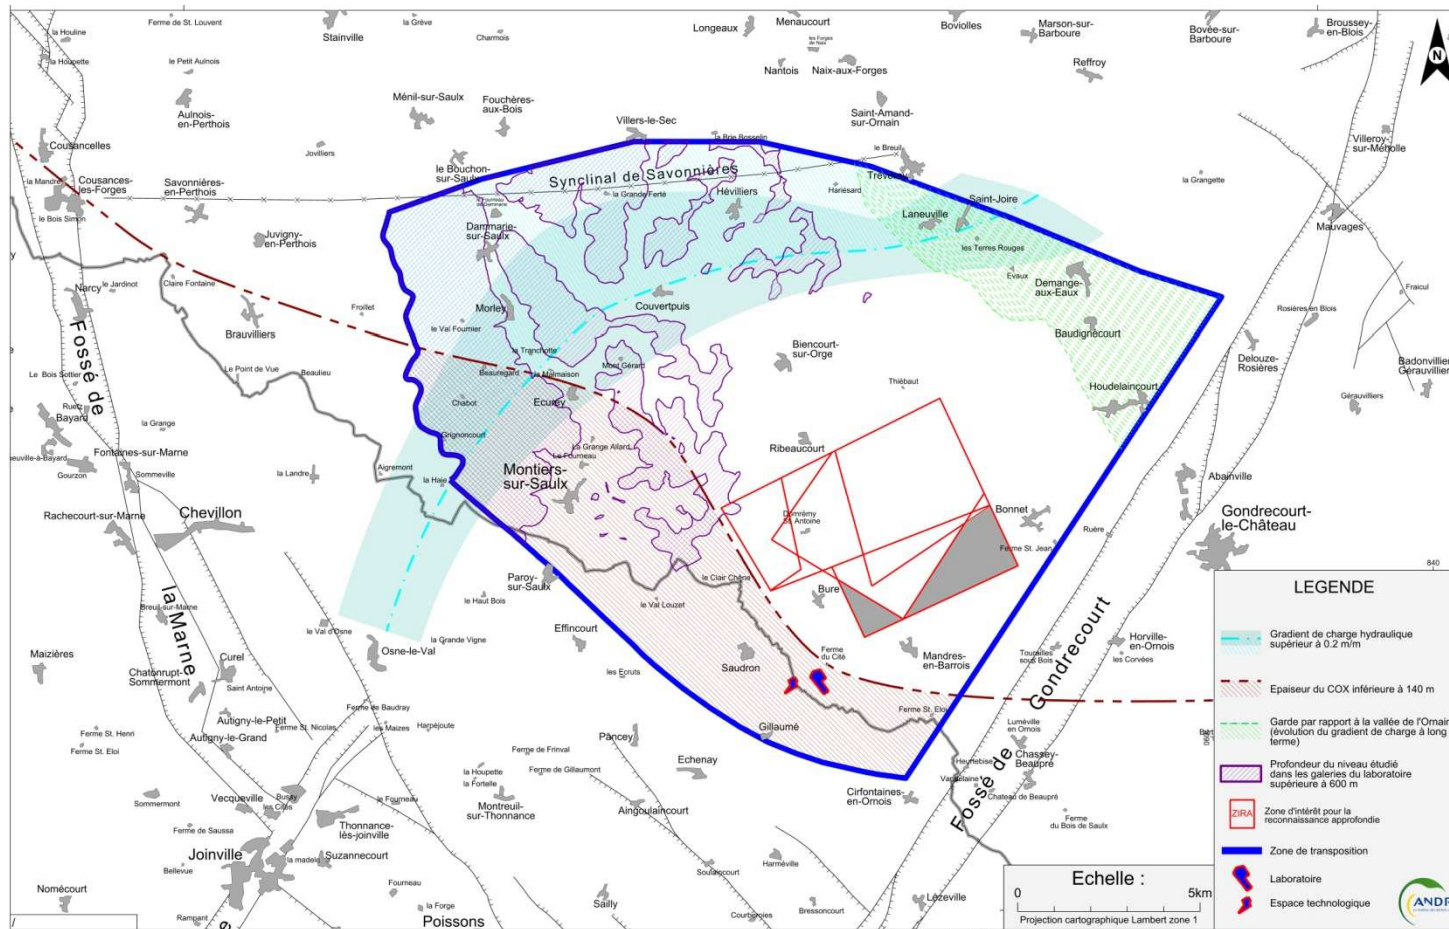 Ferme de St. Louvent
la Grève
Stainville
Charmois
Longeaux
Menaucourt
les Forges
de Naix
Boviolles
Marson-sur-
Barboure
Bovée-sur-
Barboure
Broussey-
en-Blois
la Houline
la Houpette
le Petit Aulnois
Nantois
Naix-aux-Forges
Reffroy
N
Aulnois-
en-Perthois
Ménil-sur-Saulx
Fouchères-
aux-Bois
Villers-le-Sec
la Brie Bosselin
Saint-Amand-
sur-Ornain
le Breuil
Villeroy-
sur-Méholle
Cousancelles
Jovilliers
le Bouchon-
sur-Saulx
Synclinal de Savonnières
la Grangette
la Mandre
Cousances-
les-Forges
Savonnières-
en-Perthois
la Grande Ferté
Hévilliers
Hariésard
Saint-Joire
Laneuville
les Terres Rouges
Mauvages
le Bois Simon
Juvigny-
en-Perthois
Dammarie-
sur-Saulx
Evaux
Demange-
aux-Eaux
Narcy
le Jardinot
Claire Fontaine
Froillet
Morley
Couvertpuis
Fraicul
Rosières en Blois
Brauvilliers
le Val Fournier
la Tranchotte
Biencourt-
sur-Orge
Baudignécourt
Delouze-
Rosières
Badonvilliers-
Gérauvilliers
Fossé de
la Marne
Le Bois Sottier
Le Point de Vue
Beaulieu
Beauregard
la Malmaison
Mont Gérard
Thiébaut
Houdelaincourt
Gérauvilliers
Ruetz
Bayard
Chabot
Ecurey
la Grange
Grignoncourt
La Grange Allard
Le Fourneau
Ribeaucourt
Gourzon
Fontaines-sur-Marne
Sommeville
la Landre
Aigremont
la Haie
Montiers-
sur-Saulx
Abainville
Rachecourt-sur-Marne
Chevillon
Domrémy
St. Antoine
Bonnet
Gondrecourt-
le-Château
Ferme St. Jean
Ruère
Paroy-
sur-Saulx
le Clair Chêne
Bure
le Haut Bois
le Val Louzet
Breuil-sur-Marne
le Val d'Osne
Osne-le-Val
la Grande Vigne
Effincourt
Saudron
Ferme
du Cité
Mandres-
en-Barrois
Tourailles
sous Bois
Horville-
en-Ornois
les Corvées
Maizières
Curel
Chatonrupt-
Sommermont
Saint Antoine
les Ecruts
Fossé de Gondrecourt
Autigny-le-Petit
Autigny-le-Grand
Ferme St. Nicolas
Ferme de Baudray
les Maizes
Harpéjoute
Ferme St. Henri
Ferme St. Eloi
Pancey
Gillaumé
Ferme St. Eloi
Luméville
en Ornois
Chassey-
Beaupré
Ferme de Frinval
Ferme de Gillaumont
Echenay
la Houpette
la Fortelle
Chateau de Beaupré
Sommermont
Vecqueville
Bussy
les Cités
le Fourneau
Montreuil-
sur-Thonnance
Aingoulaincourt
Cirfontaines-
en-Ornois
Ferme
du Bois de Saulx
Ferme de Saussa
Thonnance-
lès-joinville
Joinville
Bellevue
Suzannecourt
Harméville
Soulaincourt
Nomécourt
Fourneau
la Forge
Rampant
Poissons
Sailly
Courberoies
Bressoncourt
Lézeville
Echelle :
0
5km
Projection cartographique Lambert zone 1
840
LEGENDE
Gradient de charge hydraulique
supérieur à 0.2 m/m
Epaiseur du COX inférieure à 140 m
Garde par rapport à la vallée de l'Ornain
(évolution du gradient de charge à long
terme)
Profondeur du niveau étudié
dans les galeries du laboratoire
supérieure à 600 m
ZIRA
Zone d'intérêt pour la
reconnaissance approfondie
Zone de transposition
Laboratoire
Espace technologique
ANDR